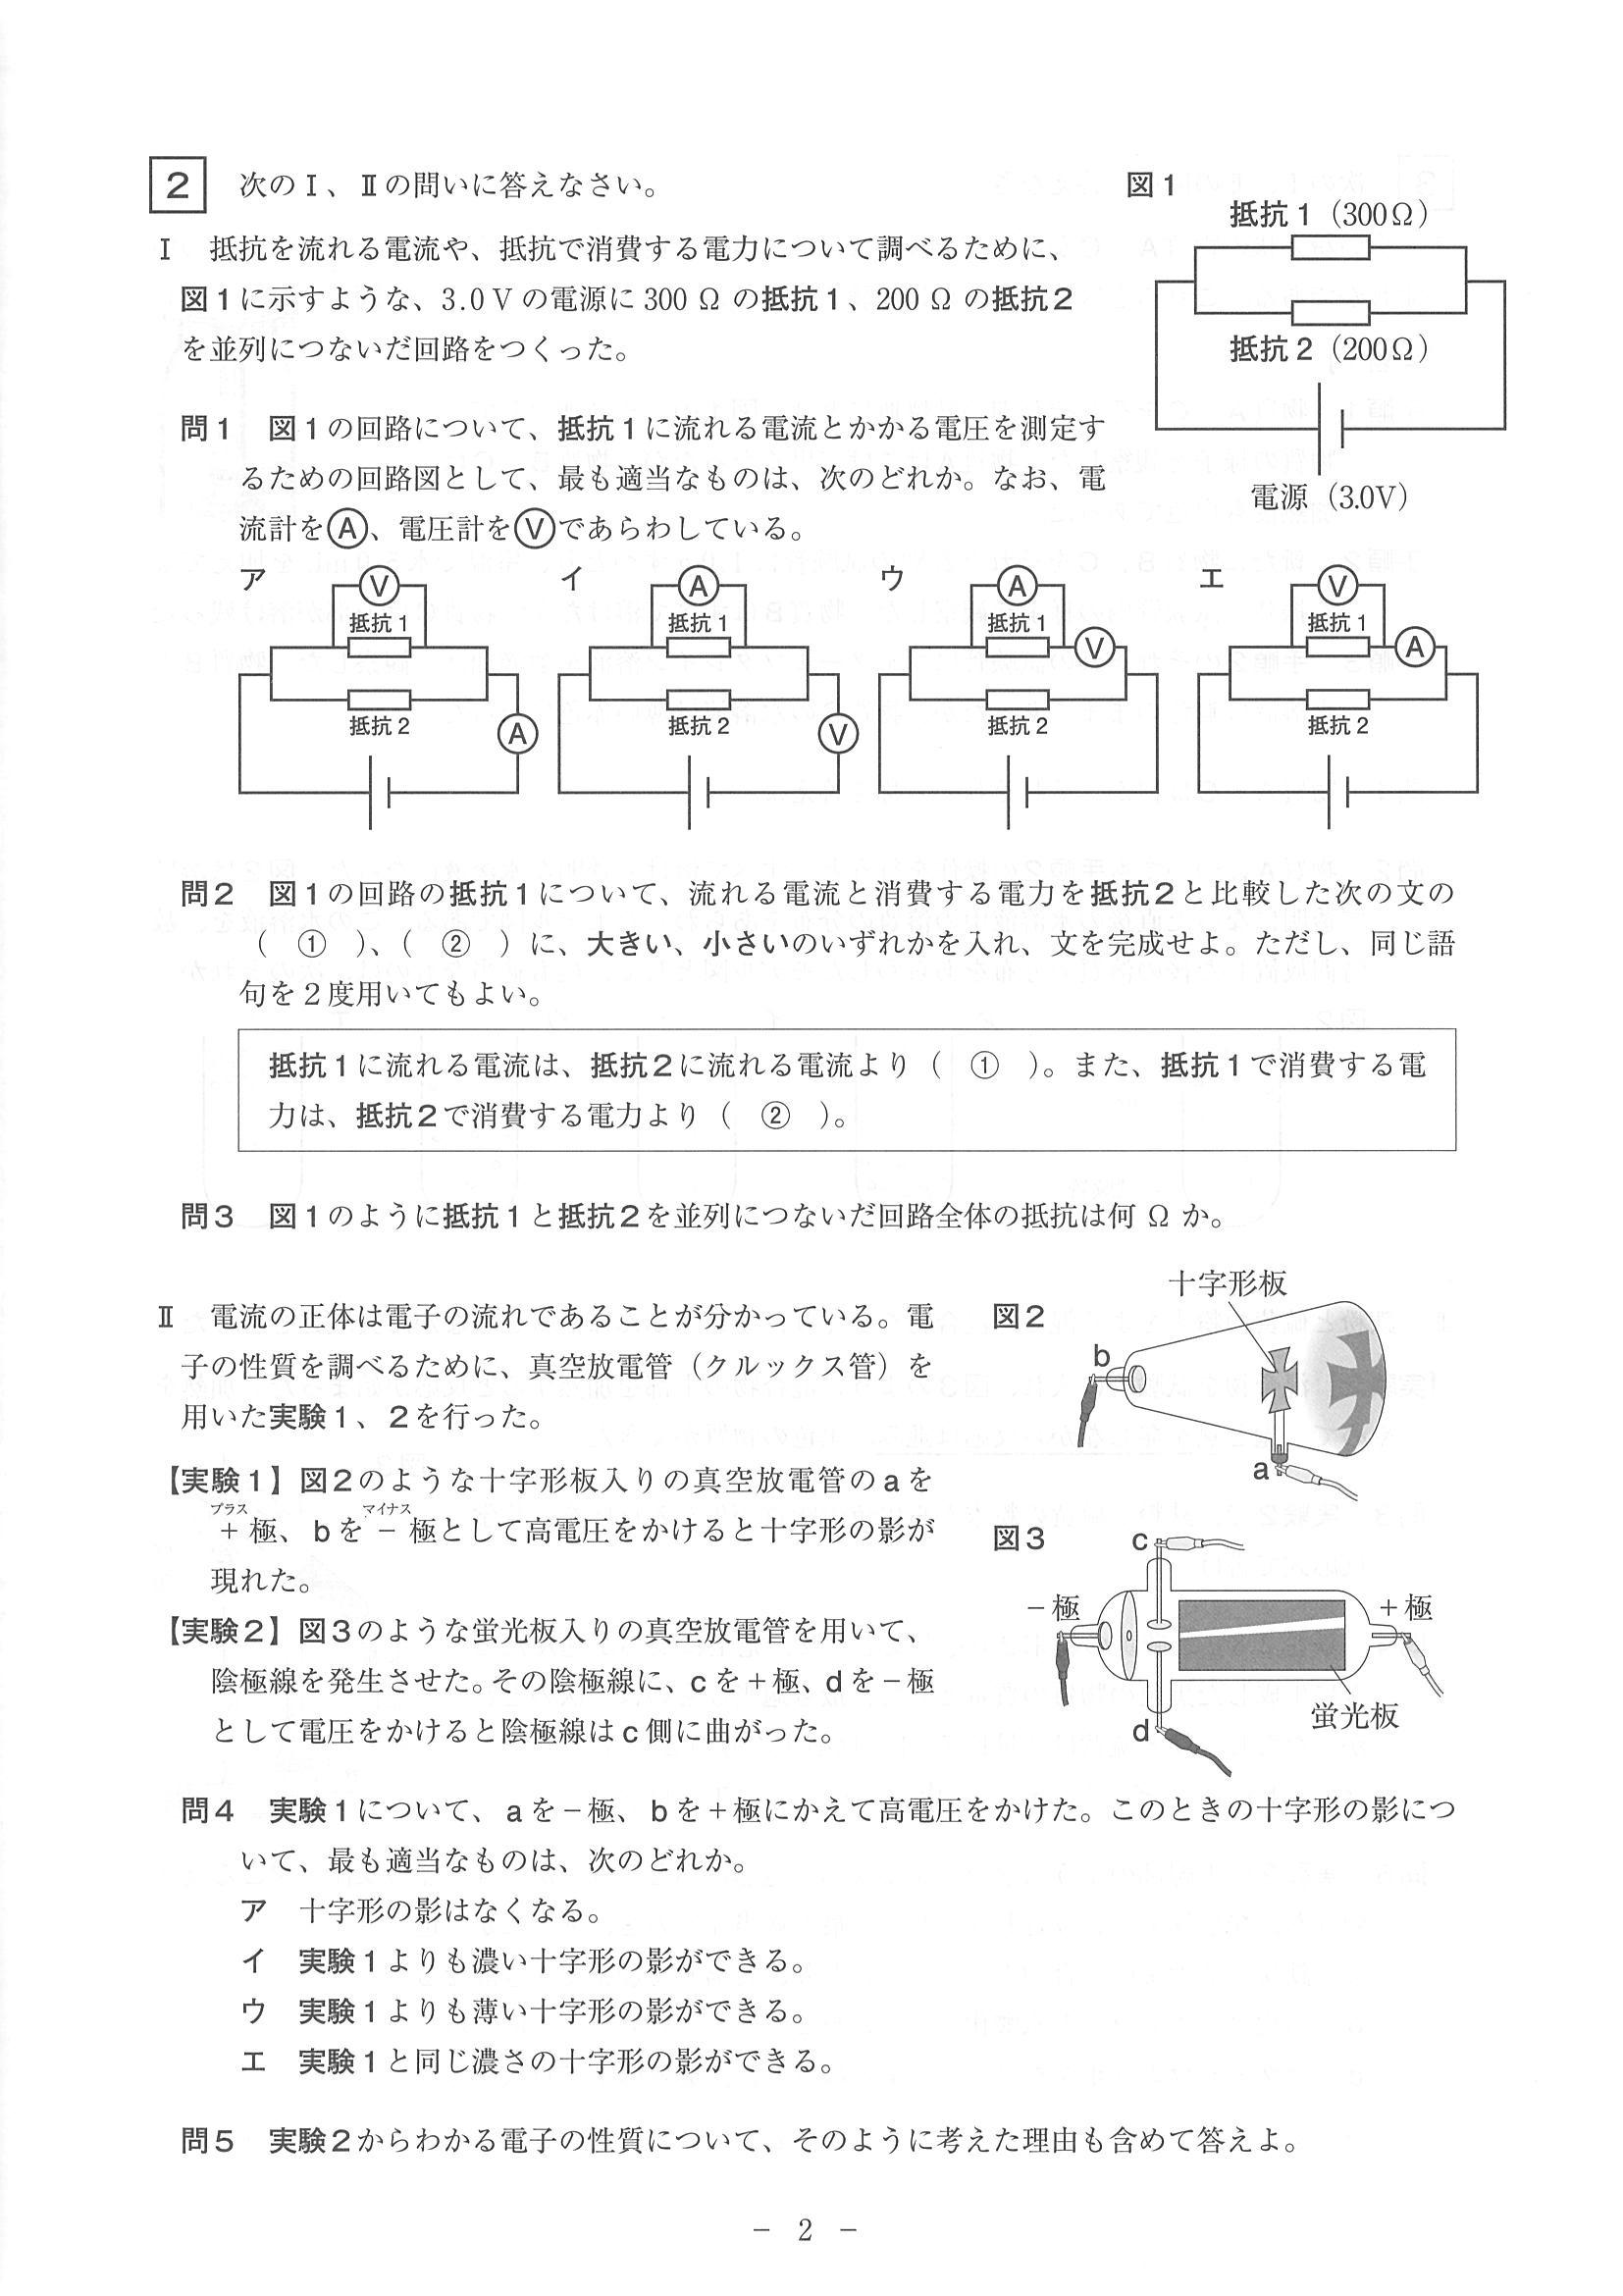 2 次のⅠ、Ⅱの問いに答えなさい。
Ⅰ 抵抗を流れる電流や、抵抗で消費する電力について調べるために、
図1に示すような、3.0 V の電源に 300 Ω の抵抗1、200 Ω の抵抗2
を並列につないだ回路をつくった。
図1
抵抗1（300Ω）
抵抗2（200Ω）
電源（3.0V）
問1 図1の回路について、抵抗1に流れる電流とかかる電圧を測定す
るための回路図として、最も適当なものは、次のどれか。なお、電
流計をⒶ、電圧計をⓋであらわしている。
ア
V
抵抗1
抵抗2
A
イ
A
抵抗1
抵抗2
V
ウ
A
抵抗1
V
抵抗2
エ
V
抵抗1
A
抵抗2
問2 図1の回路の抵抗1について、流れる電流と消費する電力を抵抗2と比較した次の文の
（ ① ）、（ ② ）に、大きい、小さいのいずれかを入れ、文を完成せよ。ただし、同じ語
句を2度用いてもよい。
抵抗1に流れる電流は、抵抗2に流れる電流より（ ① ）。また、抵抗1で消費する電
力は、抵抗2で消費する電力より（ ② ）。
問3 図1のように抵抗1と抵抗2を並列につないだ回路全体の抵抗は何 Ω か。
Ⅱ 電流の正体は電子の流れであることが分かっている。電
子の性質を調べるために、真空放電管（クルックス管）を
用いた実験1、2を行った。
【実験1】図2のような十字形板入りの真空放電管のaを
プラス マイナス
＋極、bを－極として高電圧をかけると十字形の影が
現れた。
【実験2】図3のような蛍光板入りの真空放電管を用いて、
陰極線を発生させた。その陰極線に、cを＋極、dを－極
として電圧をかけると陰極線はc側に曲がった。
図2
十字形板
b
a
図3
c
－極
＋極
d
蛍光板
問4 実験1について、aを－極、bを＋極にかえて高電圧をかけた。このときの十字形の影につ
いて、最も適当なものは、次のどれか。
ア 十字形の影はなくなる。
イ 実験1よりも濃い十字形の影ができる。
ウ 実験1よりも薄い十字形の影ができる。
エ 実験1と同じ濃さの十字形の影ができる。
問5 実験2からわかる電子の性質について、そのように考えた理由も含めて答えよ。
－ 2 －